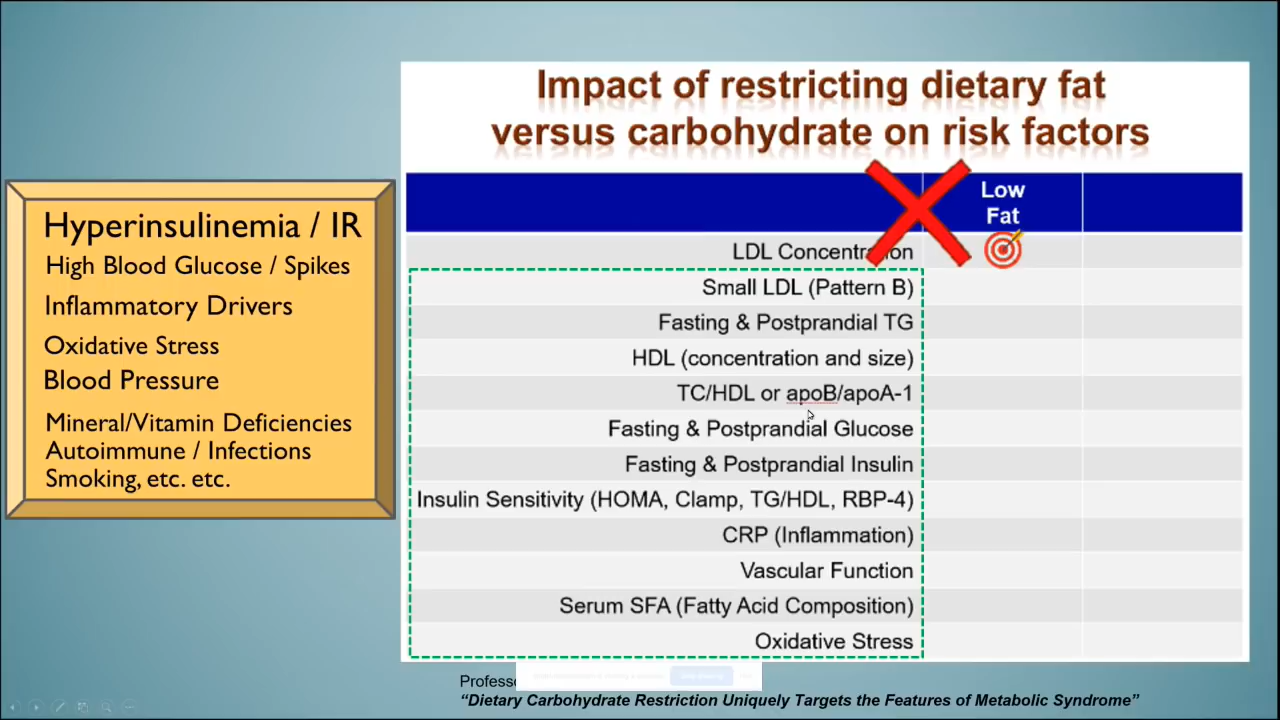 Impact of restricting dietary fat
versus carbohydrate on risk factors
Low
Fat
LDL Concentration
Small LDL (Pattern B)
Fasting & Postprandial TG
HDL (concentration and size)
TC/HDL or apoB/apoA-1
Fasting & Postprandial Glucose
Fasting & Postprandial Insulin
Insulin Sensitivity (HOMA, Clamp, TG/HDL, RBP-4)
CRP (Inflammation)
Vascular Function
Serum SFA (Fatty Acid Composition)
Oxidative Stress
Hyperinsulinemia / IR
High Blood Glucose / Spikes
Inflammatory Drivers
Oxidative Stress
Blood Pressure
Mineral/Vitamin Deficiencies
Autoimmune / Infections
Smoking, etc. etc.
“Dietary Carbohydrate Restriction Uniquely Targets the Features of Metabolic Syndrome”